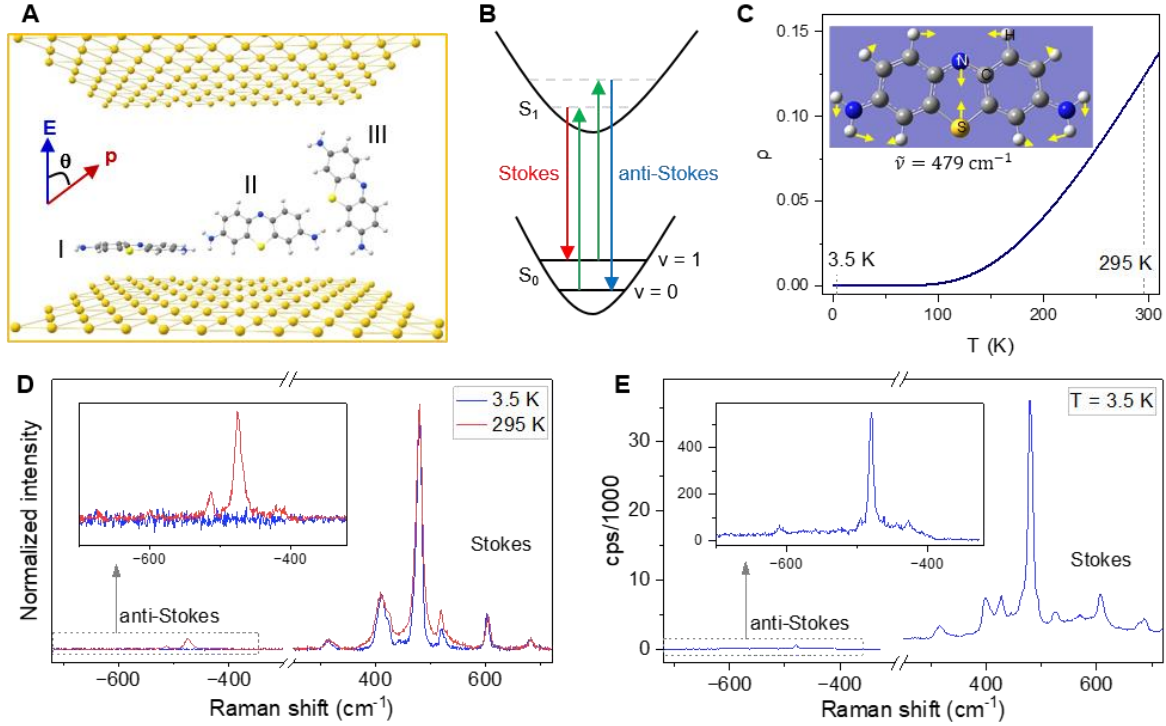 A
E
θ
p
I
II
III
B
S1
Stokes
anti-Stokes
S0
v = 1
v = 0
C
ρ
0.15
0.10
0.05
0.00
H
N
C
S
ν̃ = 479 cm⁻¹
3.5 K
295 K
0
100
200
300
T (K)
D
Normalized intensity
3.5 K
295 K
−600
−400
Stokes
anti-Stokes
−600
−400
400
600
Raman shift (cm⁻¹)
E
cps/1000
35
30
20
10
5
0
T = 3.5 K
400
200
0
−600
−400
Stokes
anti-Stokes
−600
−400
400
600
Raman shift (cm⁻¹)